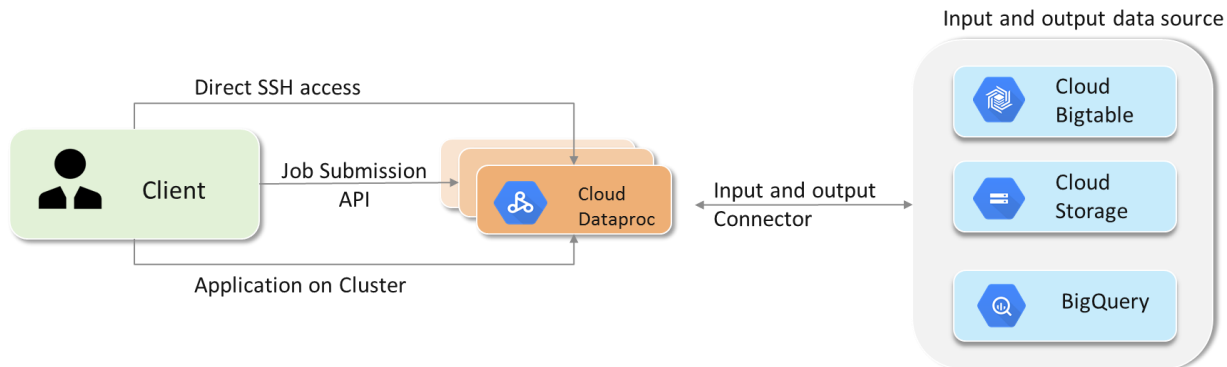 Input and output data source
Direct SSH access
Cloud
Bigtable
Client
Job Submission
API
Cloud
Dataproc
Input and output
Connector
Cloud
Storage
Application on Cluster
BigQuery